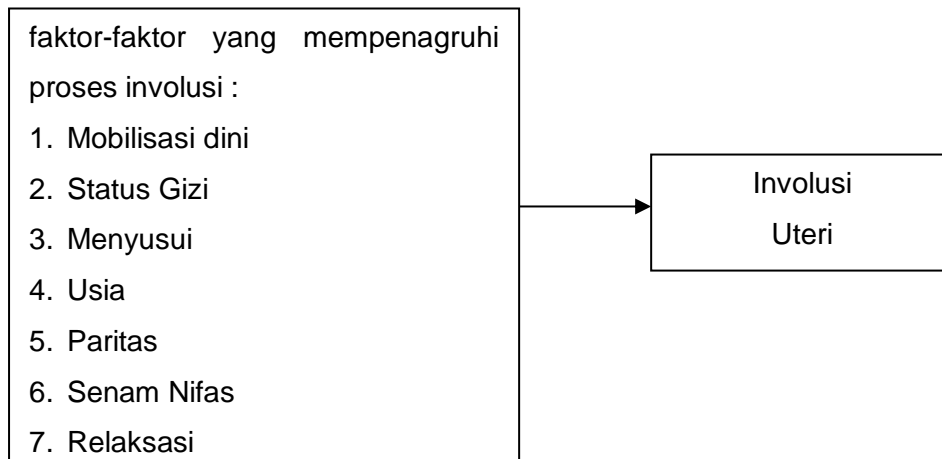 faktor-faktor yang mempenagruhi
proses involusi :
1. Mobilisasi dini
2. Status Gizi
3. Menyusui
4. Usia
5. Paritas
6. Senam Nifas
7. Relaksasi
Involusi
Uteri